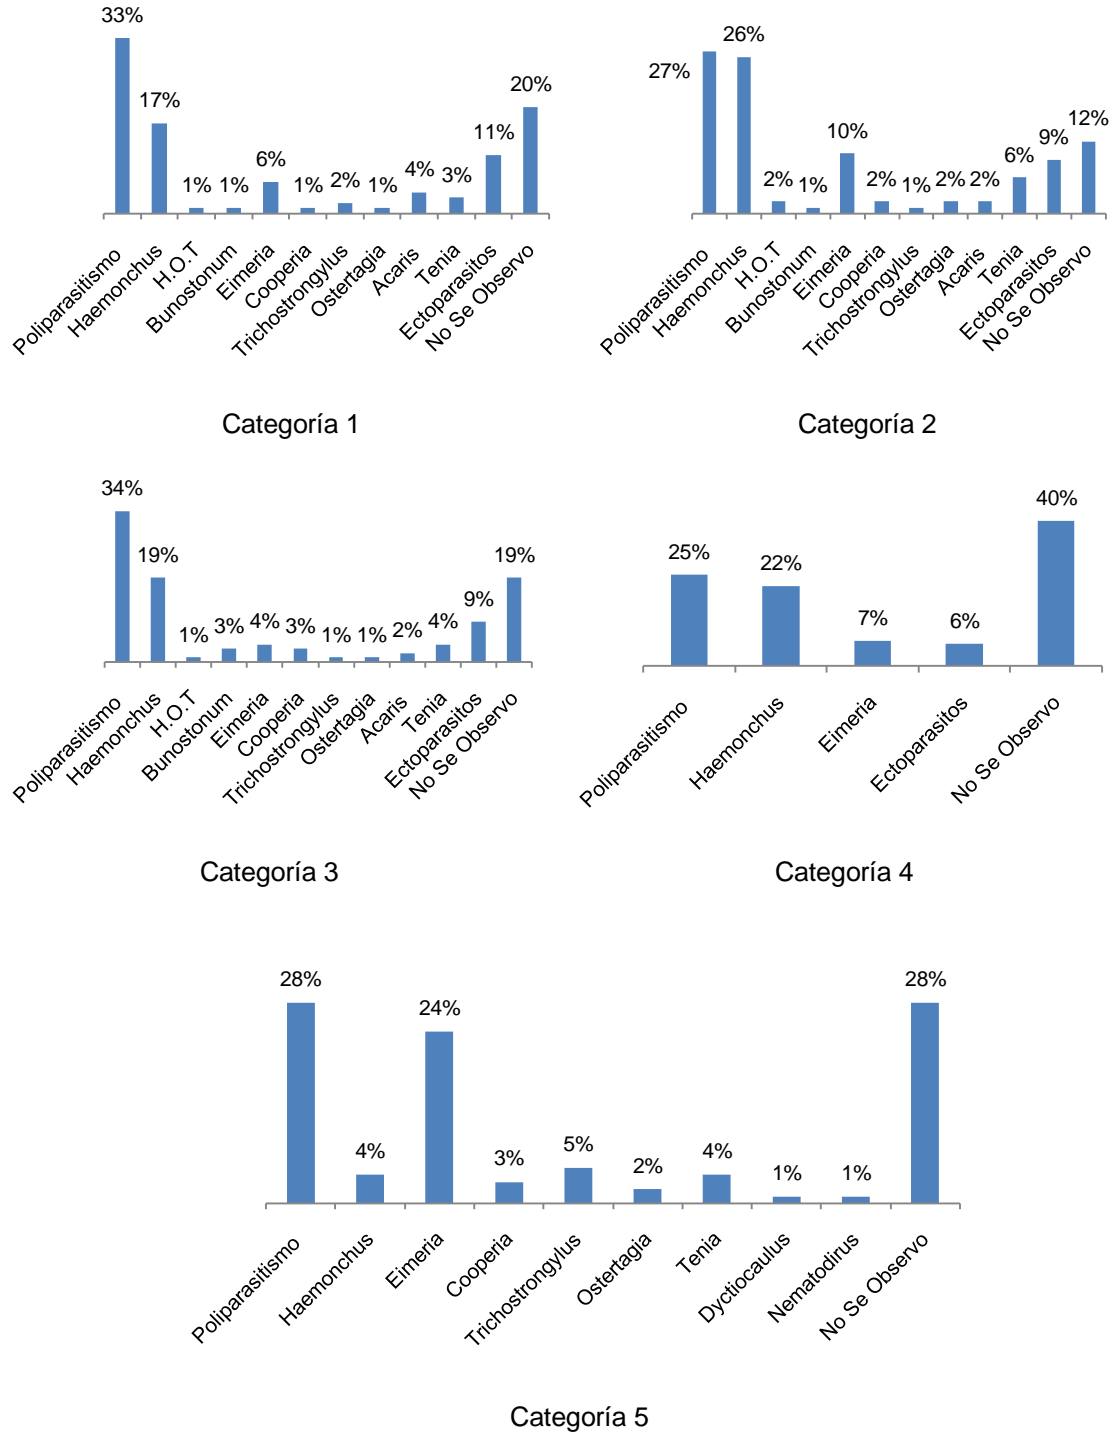 33%
17%
1%
1%
6%
1%
2%
1%
4%
3%
11%
20%
Poliparasitismo
Haemonchus
H.O.T
Bunostonum
Eimeria
Cooperia
Trichostrongylus
Ostertagia
Acaris
Tenia
Ectoparasitos
No Se Observo
Categoría 1
27%
26%
2%
1%
10%
2%
1%
2%
2%
6%
9%
12%
Poliparasitismo
Haemonchus
H.O.T
Bunostonum
Eimeria
Cooperia
Trichostrongylus
Ostertagia
Acaris
Tenia
Ectoparasitos
No Se Observo
Categoría 2
34%
19%
1%
3%
4%
3%
1%
1%
2%
4%
9%
19%
Poliparasitismo
Haemonchus
H.O.T
Bunostonum
Eimeria
Cooperia
Trichostrongylus
Ostertagia
Acaris
Tenia
Ectoparasitos
No Se Observo
Categoría 3
25%
22%
7%
6%
40%
Poliparasitismo
Haemonchus
Eimeria
Ectoparasitos
No Se Observo
Categoría 4
28%
4%
24%
3%
5%
2%
4%
1%
1%
28%
Poliparasitismo
Haemonchus
Eimeria
Cooperia
Trichostrongylus
Ostertagia
Tenia
Dyctiocaulus
Nematodirus
No Se Observo
Categoría 5